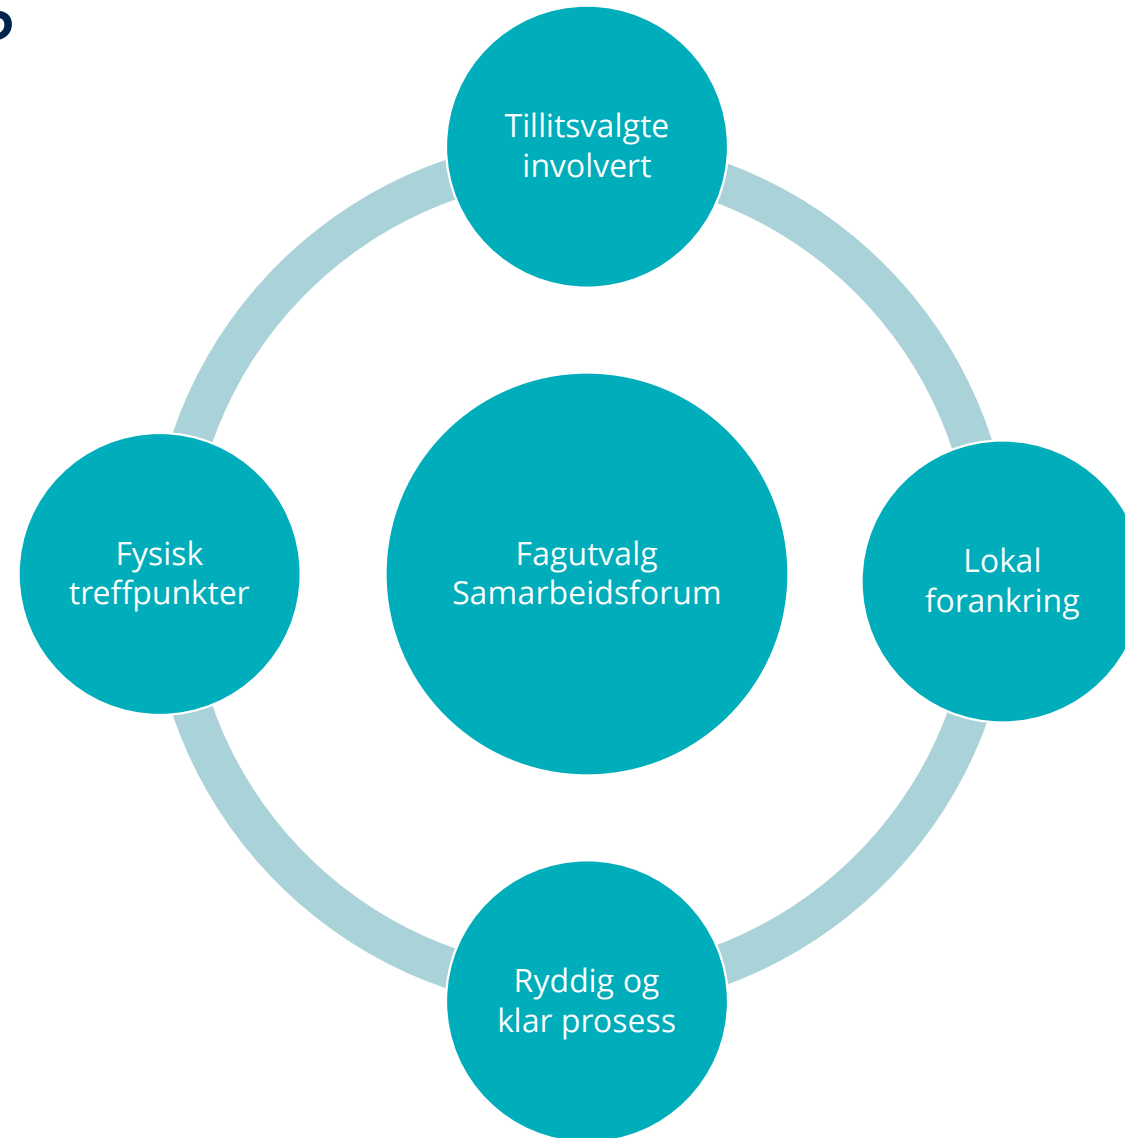 Tillitsvalgte
involvert
Fysisk
treffpunkter
Fagutvalg
Samarbeidsforum
Lokal
forankring
Ryddig og
klar prosess